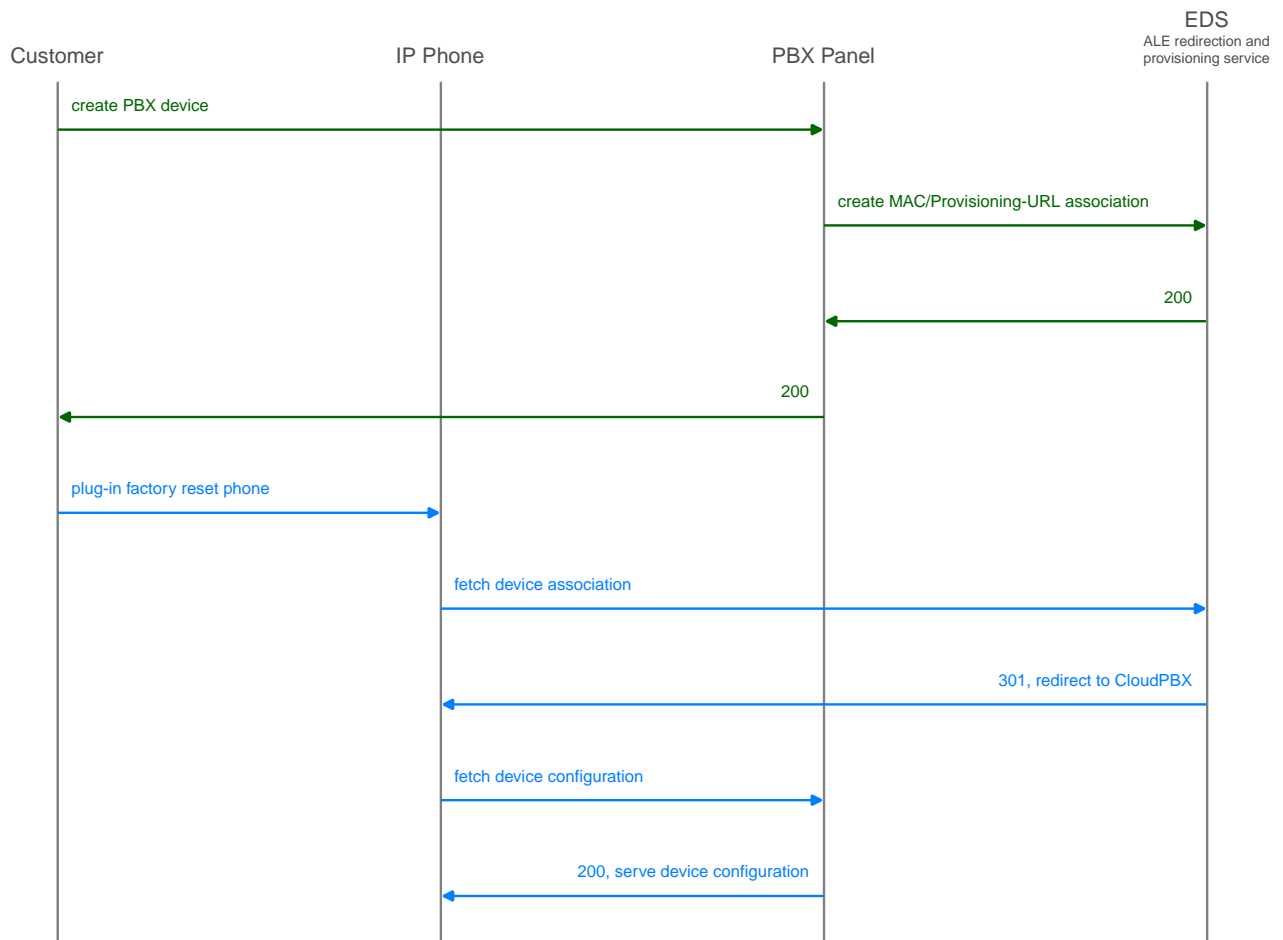 EDS
ALE redirection and
provisioning service
Customer
IP Phone
PBX Panel
create PBX device
create MAC/Provisioning-URL association
200
200
plug-in factory reset phone
fetch device association
301, redirect to CloudPBX
fetch device configuration
200, serve device configuration